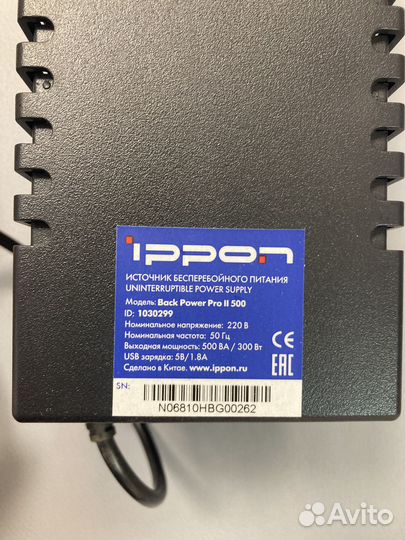 ippon
ИСТОЧНИК БЕСПЕРЕБОЙНОГО ПИТАНИЯ
UNINTERRUPTIBLE POWER SUPPLY
Модель: Back Power Pro II 500
ID: 1030299
Номинальное напряжение: 220 В
Номинальная частота: 50 Гц
Выходная мощность: 500 ВА / 300 Вт
USB зарядка: 5В/1.8А
Сделано в Китае. www.ippon.ru
CE
EAC
SN:
N06810HBG00262
Avito